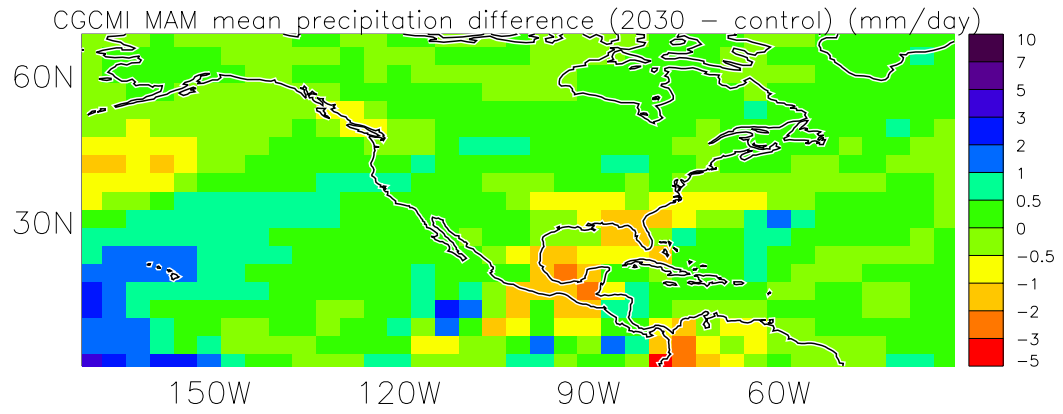 CGCMI MAM mean precipitation difference (2030 − control) (mm/day)
60N
30N
150W
120W
90W
60W
10
7
5
3
2
1
0.5
0
−0.5
−1
−2
−3
−5